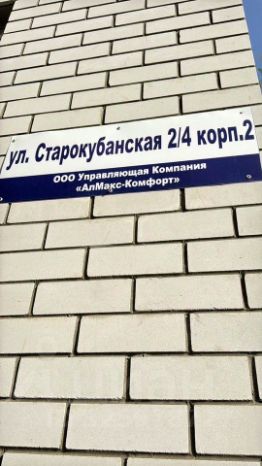 ул. Старокубанская 2/4 корп.2
ООО Управляющая Компания
«АлМакс-Комфорт»